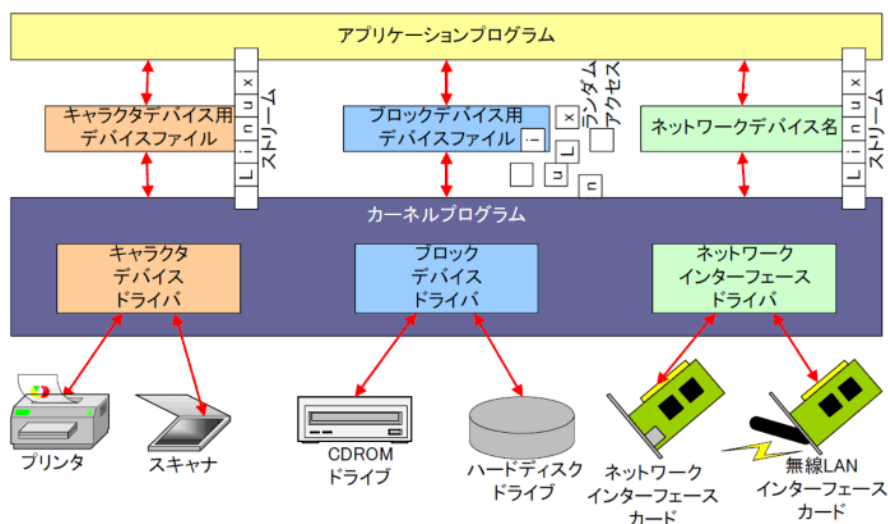 アプリケーションプログラム
キャラクタデバイス用
デバイスファイル
Linux
ストリーム
ブロックデバイス用
デバイスファイル
i
x
L
u
n
ランダム
アクセス
ネットワークデバイス名
Linux
ストリーム
カーネルプログラム
キャラクタ
デバイス
ドライバ
ブロック
デバイス
ドライバ
ネットワーク
インターフェース
ドライバ
プリンタ
スキャナ
CDROM
ドライブ
ハードディスク
ドライブ
ネットワーク
インターフェース
カード
無線LAN
インターフェース
カード